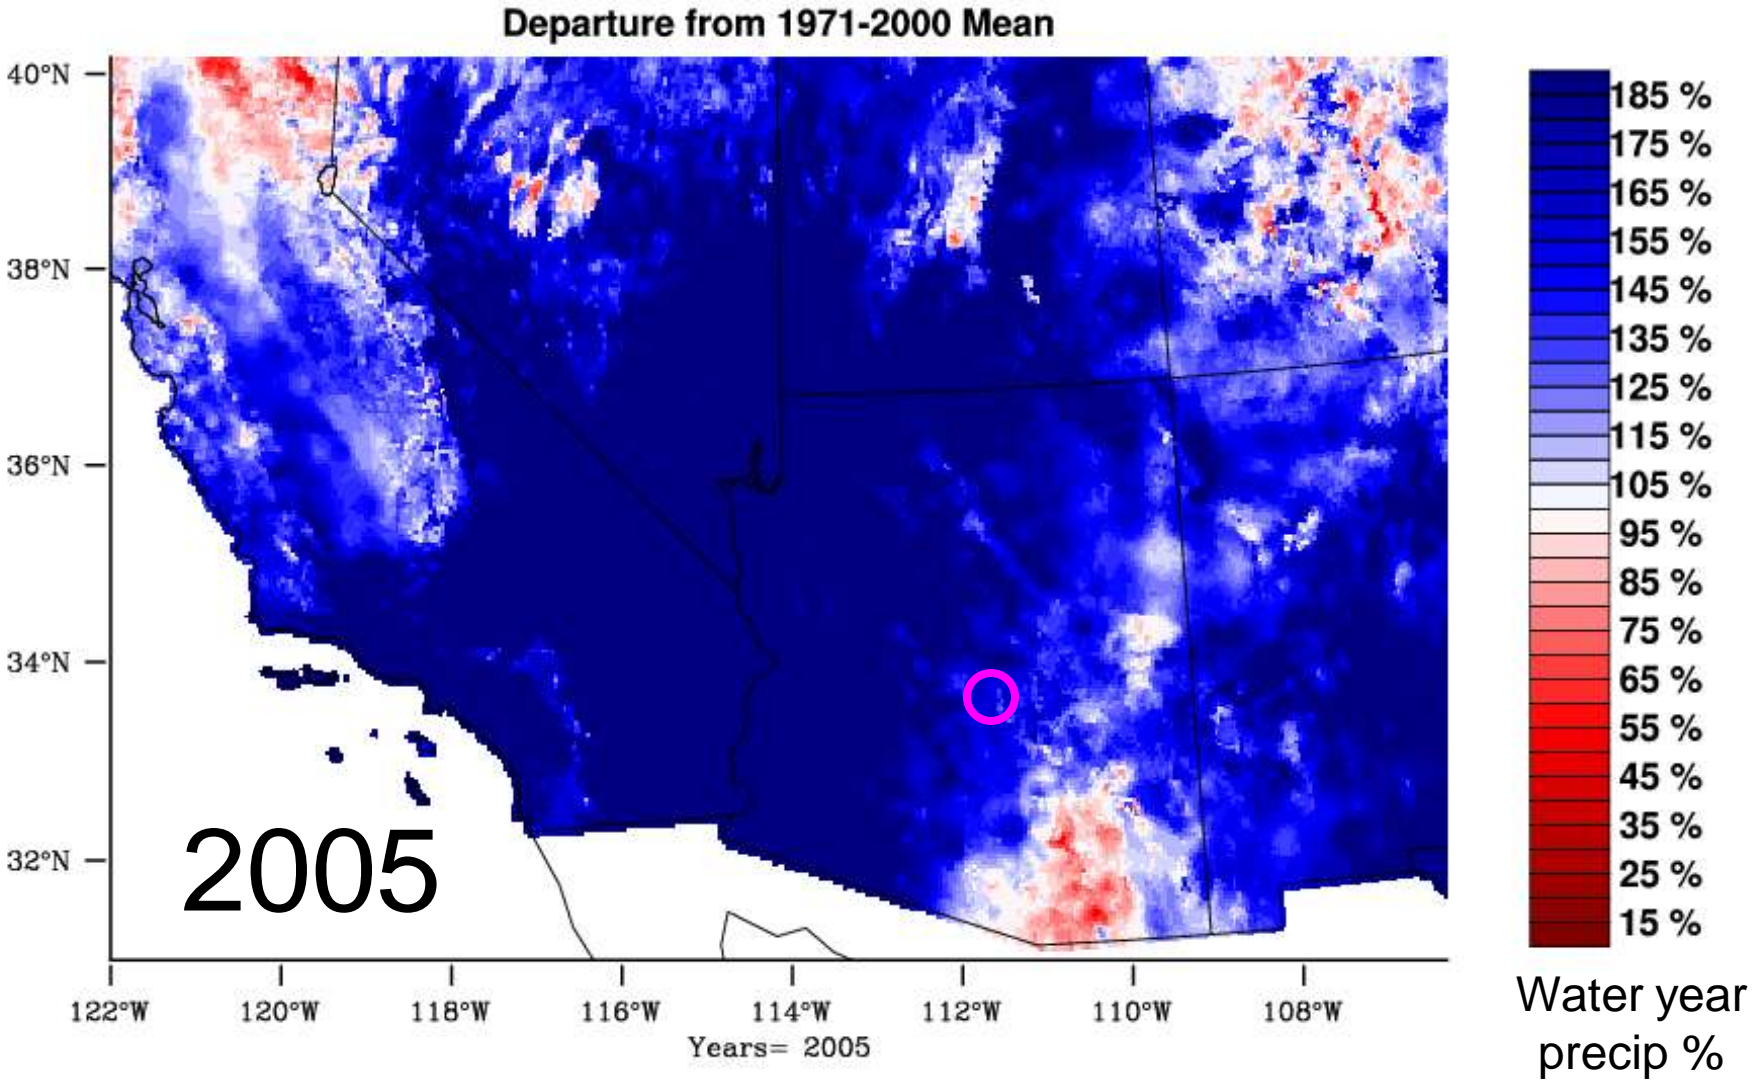 Departure from 1971-2000 Mean
40°N
38°N
36°N
34°N
32°N
2005
122°W
120°W
118°W
116°W
114°W
112°W
110°W
108°W
Years= 2005
185 %
175 %
165 %
155 %
145 %
135 %
125 %
115 %
105 %
95 %
85 %
75 %
65 %
55 %
45 %
35 %
25 %
15 %
Water year
precip %